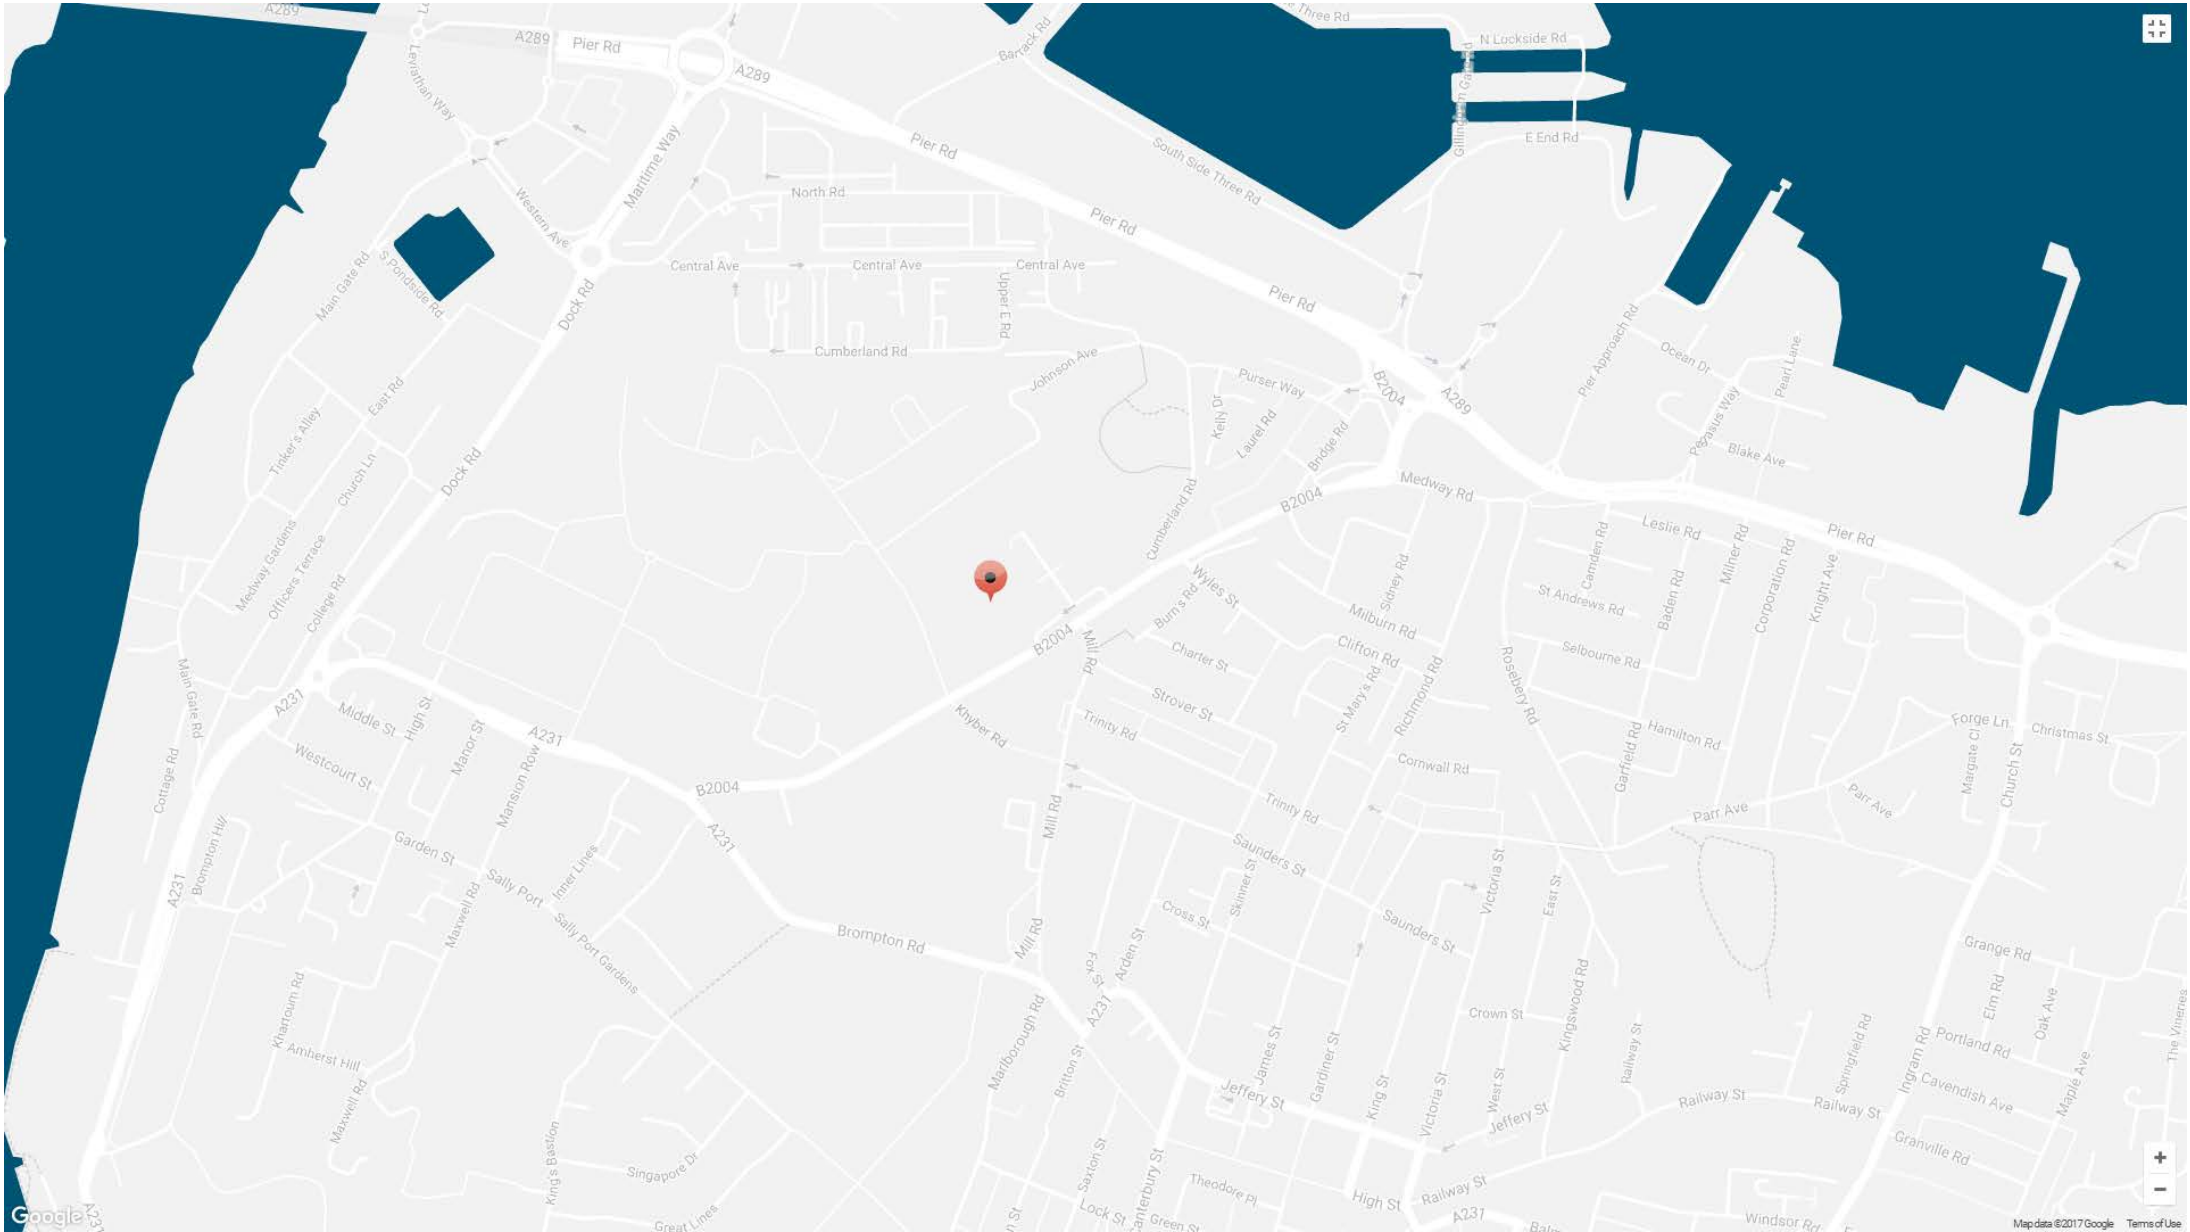 A289
A289
Pier Rd
A289
Three Rd
N Lockside Rd
Barrack Rd
Leviathan Way
Pier Rd
Gillingham Gate Rd
E End Rd
South Side Three Rd
Maritime Way
North Rd
Western Ave
Pier Rd
Main Gate Rd
S Pondside Rd
Central Ave
Central Ave
Central Ave
Upper E Rd
Dock Rd
Pier Rd
Cumberland Rd
Johnson Ave
Pier Approach Rd
Ocean Dr
Pearl Lane
Purser Way
B2004
A289
East Rd
Kelly Dr
Laurel Rd
Bridge Rd
Pegasus Way
Blake Ave
Tinker's Alley
Church Ln
Dock Rd
Medway Rd
B2004
Cumberland Rd
Leslie Rd
Pier Rd
Medway Gardens
Officers Terrace
College Rd
Camden Rd
Milner Rd
Corporation Rd
Knight Ave
Wyles St
Sidney Rd
St Andrews Rd
Baden Rd
Burn's Rd
Milburn Rd
B2004
Mill Rd
Charter St
Clifton Rd
Selbourne Rd
Main Gate Rd
Strover St
St Mary's Rd
Richmond Rd
Rosebery Rd
A231
Middle St
High St
Khyber Rd
Trinity Rd
Hamilton Rd
Forge Ln
Christmas St
Manor St
A231
Westcourt St
Mansion Row
Cornwall Rd
Garfield Rd
Margate Cl
Church St
Cottage Rd
B2004
Trinity Rd
Parr Ave
Parr Ave
Mill Rd
A231
Brompton Hill
Garden St
Inner Lines
Saunders St
Victoria St
A231
Sally Port
Skinner St
East St
Maxwell Rd
Sally Port Gardens
Brompton Rd
Mill Rd
Cross St
Saunders St
Arden St
Fox St
Grange Rd
Khartoum Rd
Marlborough Rd
A231
Kingswood Rd
Elm Rd
Oak Ave
The Vineries
Crown St
Amherst Hill
Britton St
James St
Gardiner St
Railway St
Springfield Rd
Ingram Rd
Portland Rd
Maxwell Rd
Jeffery St
King St
Victoria St
West St
Jeffery St
Railway St
Railway St
Cavendish Ave
Maple Ave
Granville Rd
King's Bastion
Singapore Dr
Saxton St
Canterbury St
Theodore Pl
High St
Railway St
A231
Great Lines
Lock St
Green St
A231
Windsor Rd
Google
Map data ©2017 Google
Terms of Use